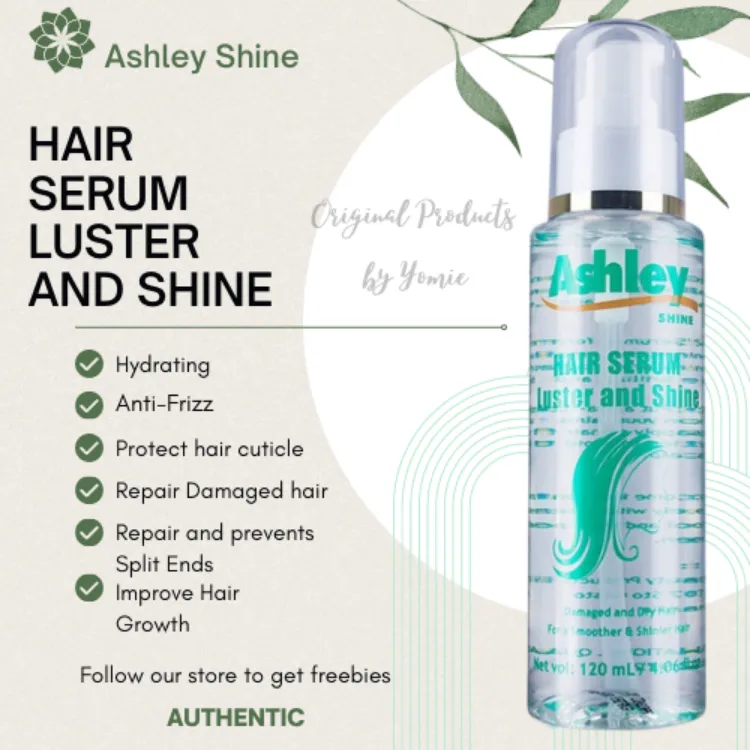 Ashley Shine
HAIR
SERUM
LUSTER
AND SHINE
Original Products
by Yomie
Hydrating
Anti-Frizz
Protect hair cuticle
Repair Damaged hair
Repair and prevents
Split Ends
Improve Hair
Growth
Follow our store to get freebies
AUTHENTIC
Ashley
SHINE
HAIR SERUM
Luster and Shine
Damaged and Dry Hair
For a Smoother & Shinier Hair
Net vol: 120 mL